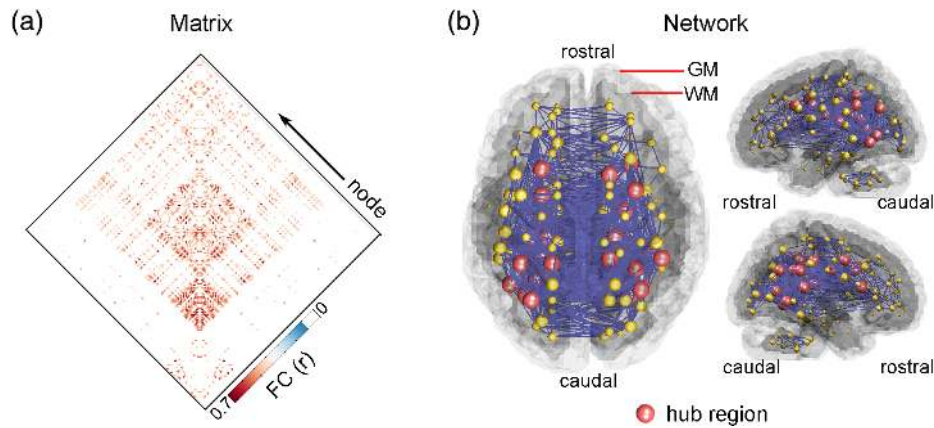 (a)
Matrix
node
0.7
0
FC (r)
(b)
Network
rostral
GM
WM
caudal
rostral
caudal
caudal
rostral
hub region